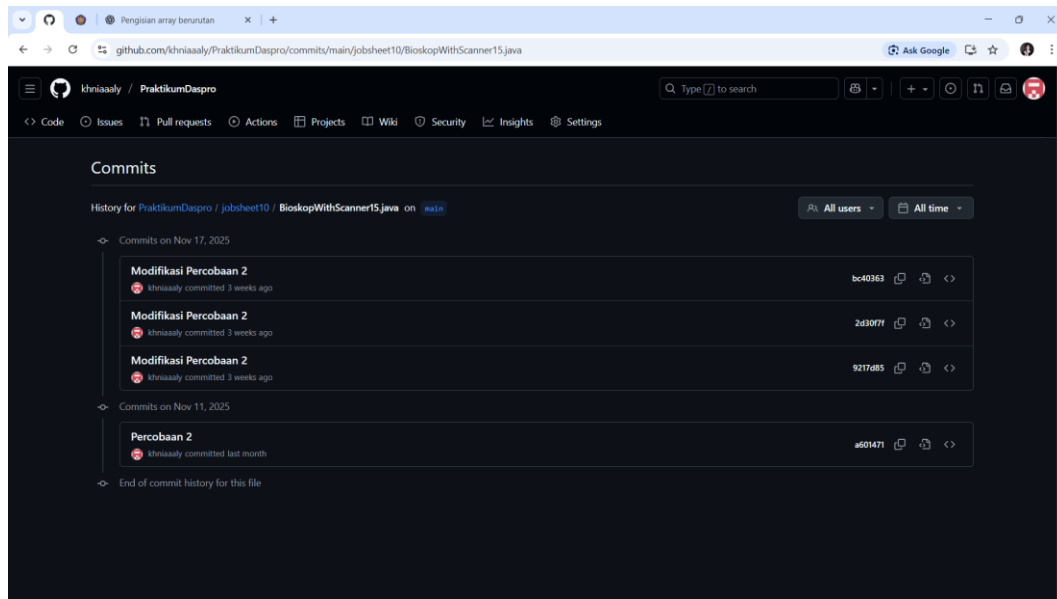 Pengisian array berurutan
github.com/khniaaaly/PraktikumDaspro/commits/main/jobsheet10/BioskopWithScanner15.java
Ask Google
khniaaaly / PraktikumDaspro
Type / to search
Code Issues Pull requests Actions Projects Wiki Security Insights Settings
Commits
History for PraktikumDaspro / jobsheet10 / BioskopWithScanner15.java on main
All users All time
Commits on Nov 17, 2025
Modifikasi Percobaan 2
bc40363
khniaaaly committed 3 weeks ago
Modifikasi Percobaan 2
2d30f7f
khniaaaly committed 3 weeks ago
Modifikasi Percobaan 2
9217d85
khniaaaly committed 3 weeks ago
Commits on Nov 11, 2025
Percobaan 2
a601471
khniaaaly committed last month
End of commit history for this file